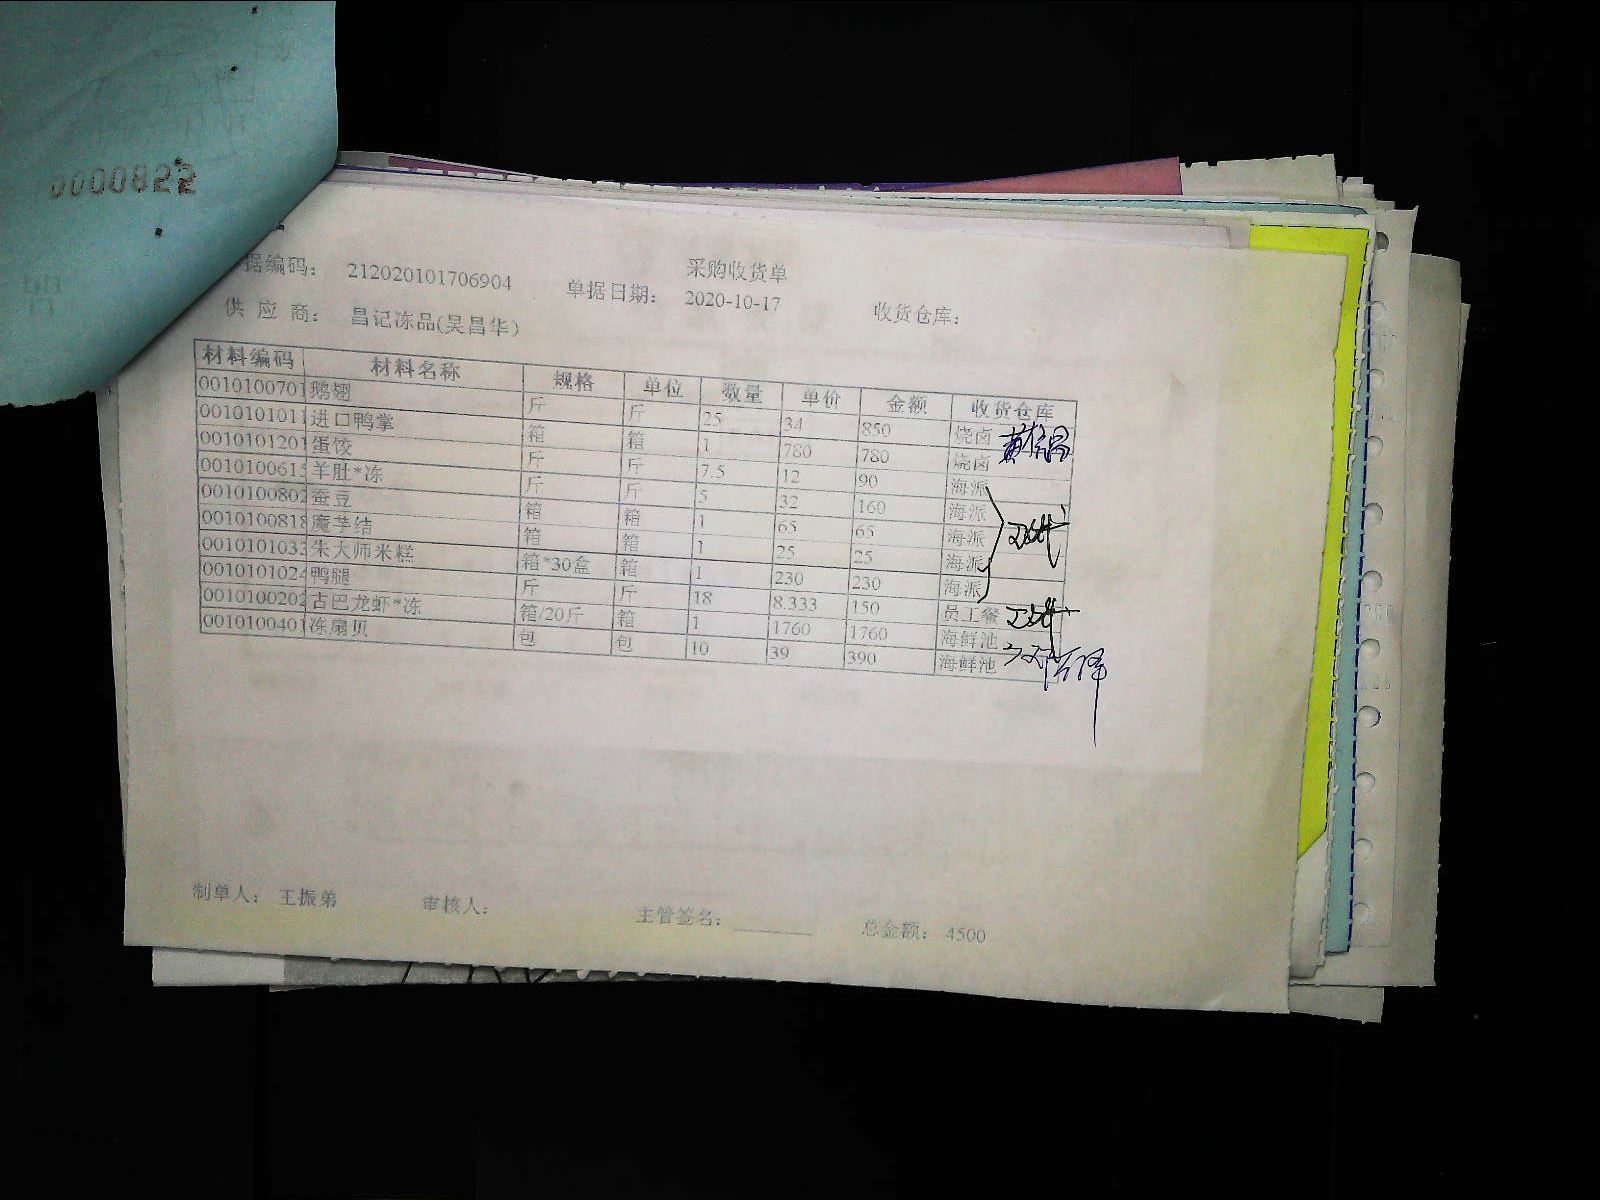 0000822
采购收货单
据编码： 212020101706904 单据日期： 2020-10-17 收货仓库：
供 应 商： 昌记冻品(吴昌华)
材料编码 材料名称 规格 单位 数量 单价 金额 收货仓库
0010100701 鹅翅 斤 斤 25 34 850 烧卤
0010101011 进口鸭掌 箱 箱 1 780 780 烧卤
0010101201 蛋饺 斤 斤 7.5 12 90 海派
0010100615 羊肚*冻 斤 斤 5 32 160 海派
0010100802 蚕豆 箱 箱 1 65 65 海派
0010100818 魔芋结 箱 箱 1 25 25 海派
0010101033 朱大师米糕 箱*30盒 箱 1 230 230 海派
0010101024 鸭腿 斤 斤 18 8.333 150 员工餐
0010100202 古巴龙虾*冻 箱/20斤 箱 1 1760 1760 海鲜池
0010100401 冻扇贝 包 包 10 39 390 海鲜池
制单人： 王振弟 审核人： 主管签名： 总金额： 4500